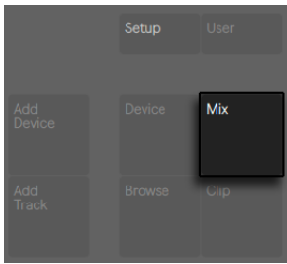 Setup User
Add
Device
Device Mix
Add
Track
Browse Clip